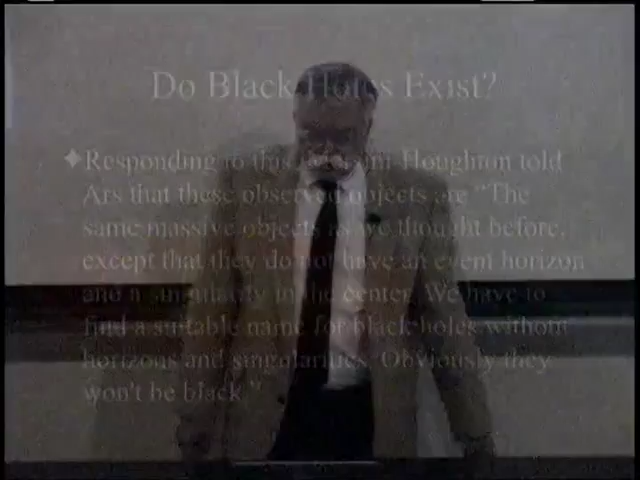 Do Black Holes Exist?
Responding to this Houghton told
Ars that these observed objects are "The
same massive objects as we thought before,
except that they do not have an event horizon
and a singularity in the center. We have to
find a suitable name for black holes without
horizons and singularities. Obviously they
won't be black."